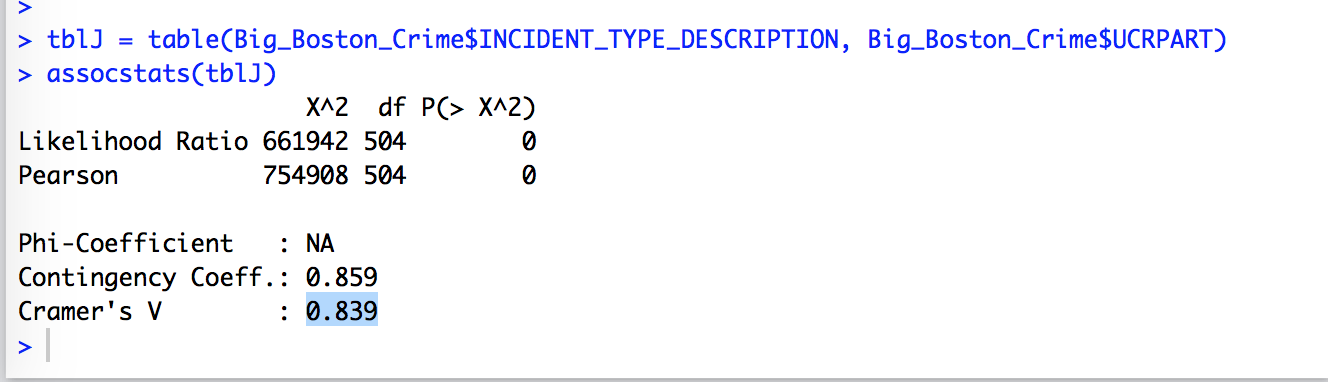 >
> tblJ = table(Big_Boston_Crime$INCIDENT_TYPE_DESCRIPTION, Big_Boston_Crime$UCRPART)
> assocstats(tblJ)
                    X^2  df P(> X^2)
Likelihood Ratio 661942 504        0
Pearson          754908 504        0

Phi-Coefficient   : NA
Contingency Coeff.: 0.859
Cramer's V        : 0.839
>